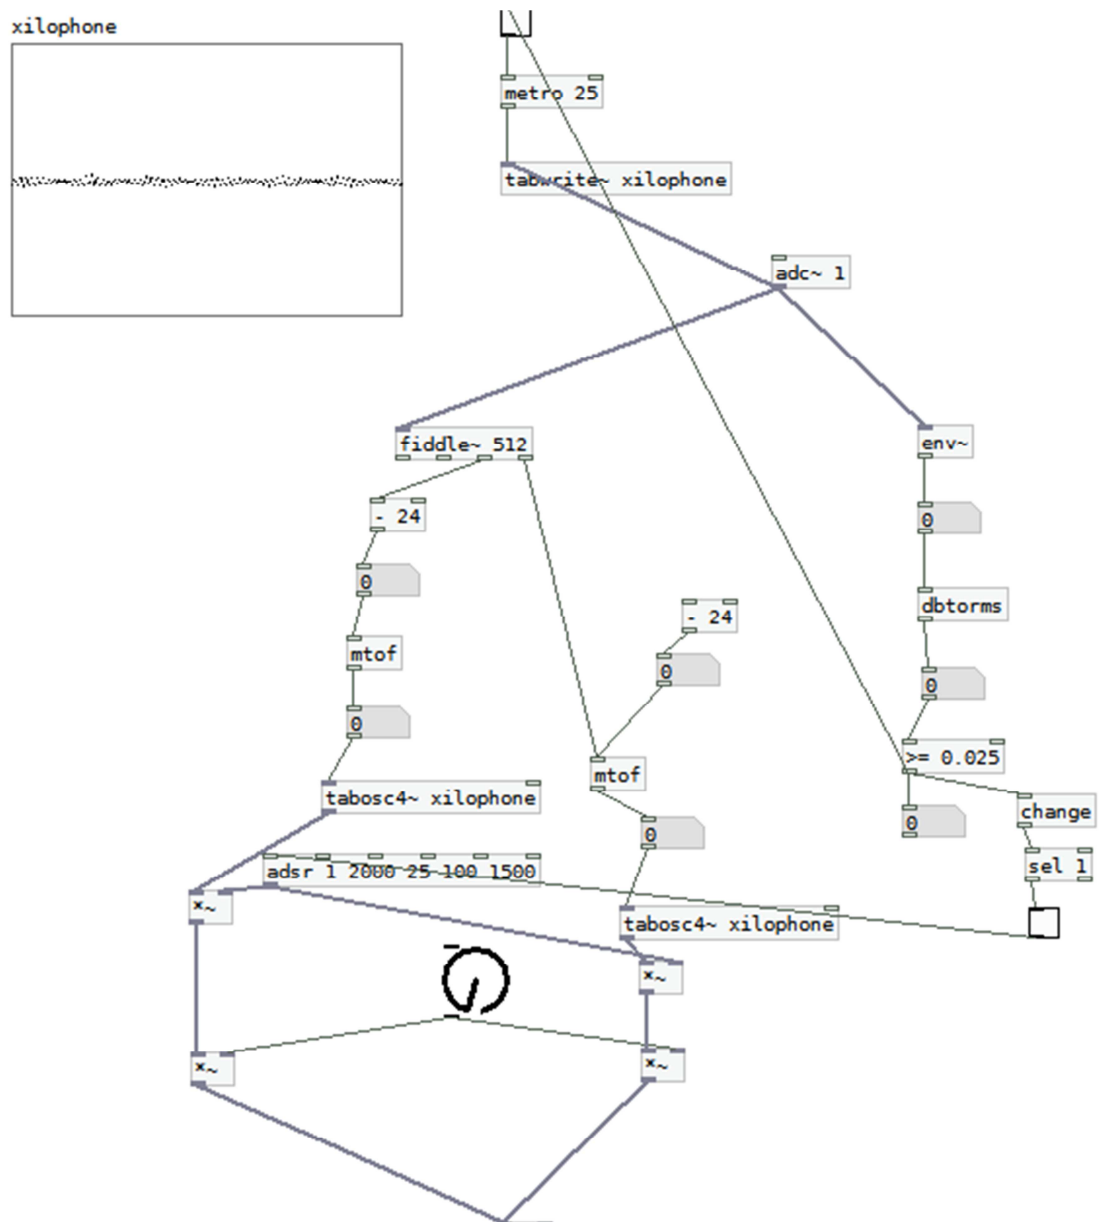 xilophone
metro 25
tabwrite~ xilophone
adc~ 1
fiddle~ 512
env~
- 24
0
0
dbtorms
- 24
mtof
0
0
0
>= 0.025
mtof
tabosc4~ xilophone
change
0
0
adsr 1 2000 25 100 1500
sel 1
*~
tabosc4~ xilophone
*~
*~
*~